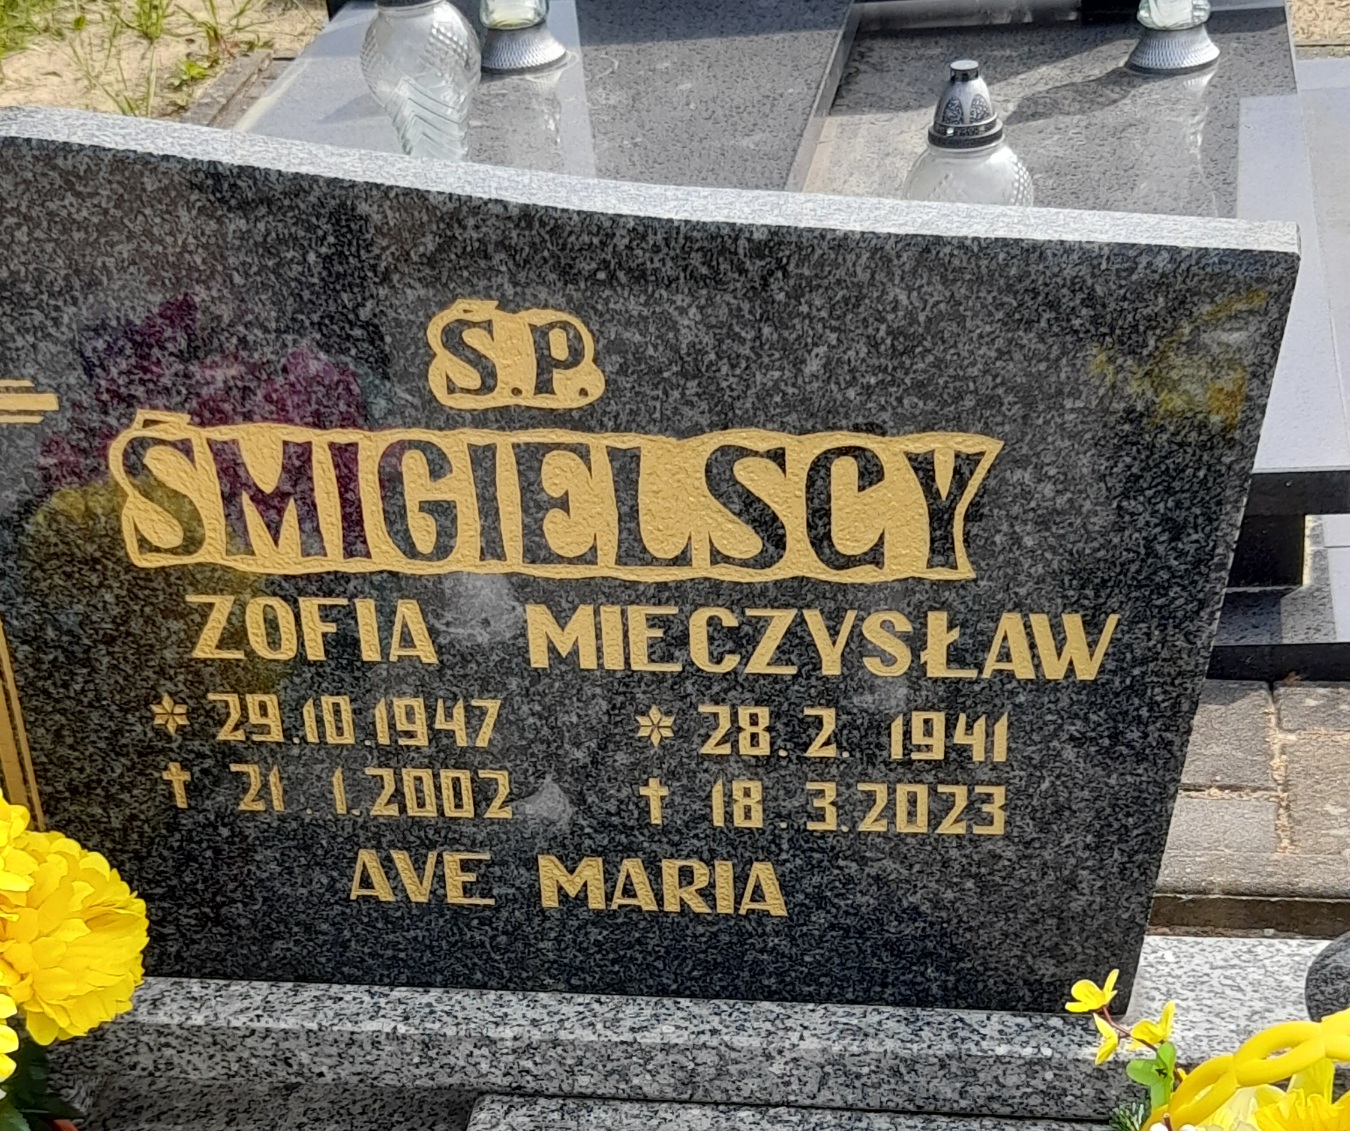 Ś.P.
ŚMIGIELSCY
ZOFIA MIECZYSŁAW
* 29.10.1947 * 28. 2. 1941
† 21. 1.2002 † 18. 3.2023
AVE MARIA